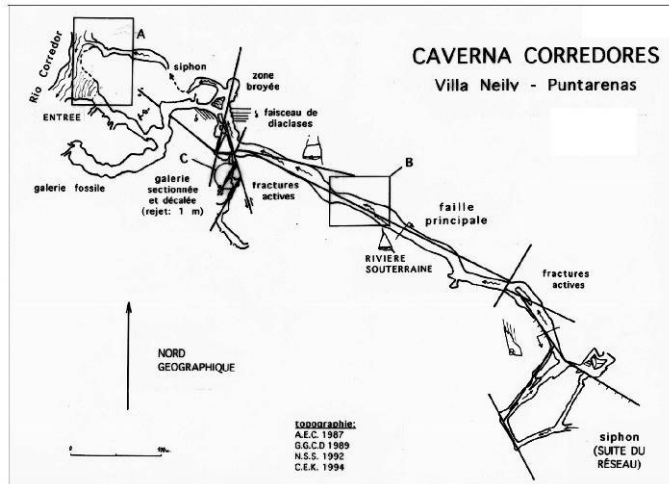 CAVERNA CORREDORES
Villa Neily - Puntarenas
A
Rio Corredor
siphon
zone
broyée
ENTREE
faisceau de
diaclases
B
C
galerie fossile
galerie
sectionnée
et décalée
(rejet: 1 m)
fractures
actives
faille
principale
RIVIERE
SOUTERRAINE
fractures
actives
NORD
GEOGRAPHIQUE
topographie:
A.E.C. 1987
G.G.C.D 1989
N.S.S. 1992
C.E.K. 1994
siphon
(SUITE DU
RÉSEAU)
0